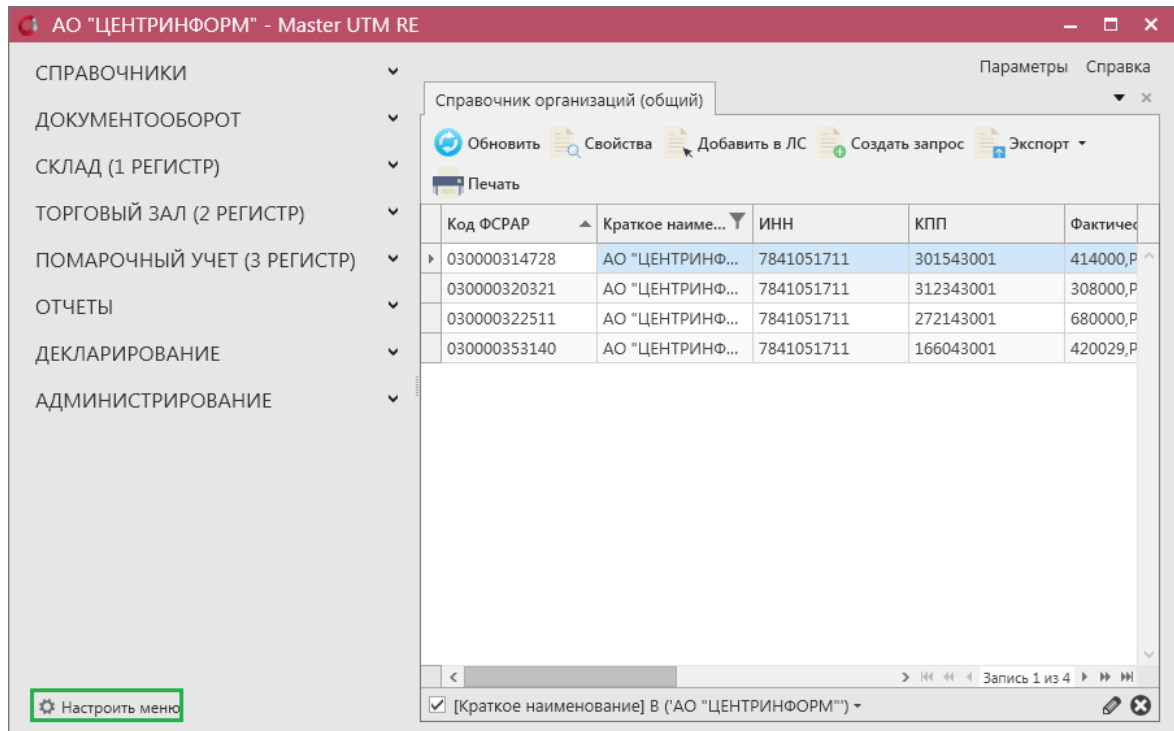 АО "ЦЕНТРИНФОРМ" - Master UTM RE
Параметры Справка
СПРАВОЧНИКИ
ДОКУМЕНТООБОРОТ
СКЛАД (1 РЕГИСТР)
ТОРГОВЫЙ ЗАЛ (2 РЕГИСТР)
ПОМАРОЧНЫЙ УЧЕТ (3 РЕГИСТР)
ОТЧЕТЫ
ДЕКЛАРИРОВАНИЕ
АДМИНИСТРИРОВАНИЕ
Настроить меню
Справочник организаций (общий)
Обновить Свойства Добавить в ЛС Создать запрос Экспорт
Печать
Код ФСРАР Краткое наиме... ИНН КПП Фактичес
030000314728 АО "ЦЕНТРИНФ... 7841051711 301543001 414000,Р
030000320321 АО "ЦЕНТРИНФ... 7841051711 312343001 308000,Р
030000322511 АО "ЦЕНТРИНФ... 7841051711 272143001 680000,Р
030000353140 АО "ЦЕНТРИНФ... 7841051711 166043001 420029,Р
Запись 1 из 4
[Краткое наименование] В ('АО "ЦЕНТРИНФОРМ"')